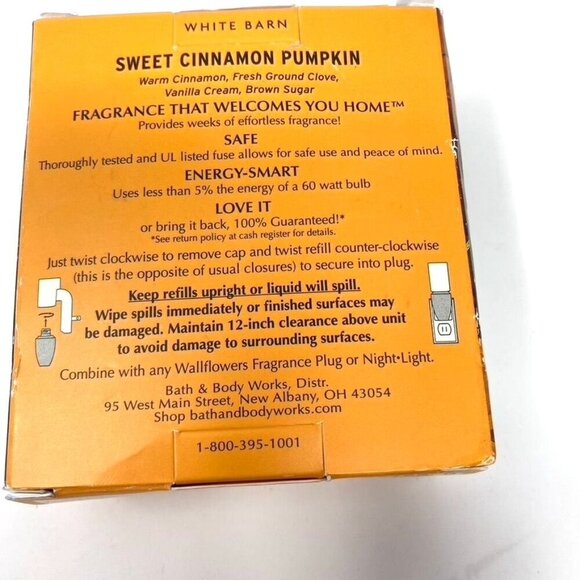 WHITE BARN
SWEET CINNAMON PUMPKIN
Warm Cinnamon, Fresh Ground Clove,
Vanilla Cream, Brown Sugar
FRAGRANCE THAT WELCOMES YOU HOME™
Provides weeks of effortless fragrance!
SAFE
Thoroughly tested and UL listed fuse allows for safe use and peace of mind.
ENERGY-SMART
Uses less than 5% the energy of a 60 watt bulb
LOVE IT
or bring it back, 100% Guaranteed!*
*See return policy at cash register for details.
Just twist clockwise to remove cap and twist refill counter-clockwise
(this is the opposite of usual closures) to secure into plug.
Keep refills upright or liquid will spill.
Wipe spills immediately or finished surfaces may
be damaged. Maintain 12-inch clearance above unit
to avoid damage to surrounding surfaces.
Combine with any Wallflowers Fragrance Plug or Night•Light.
Bath & Body Works, Distr.
95 West Main Street, New Albany, OH 43054
Shop bathandbodyworks.com
1-800-395-1001